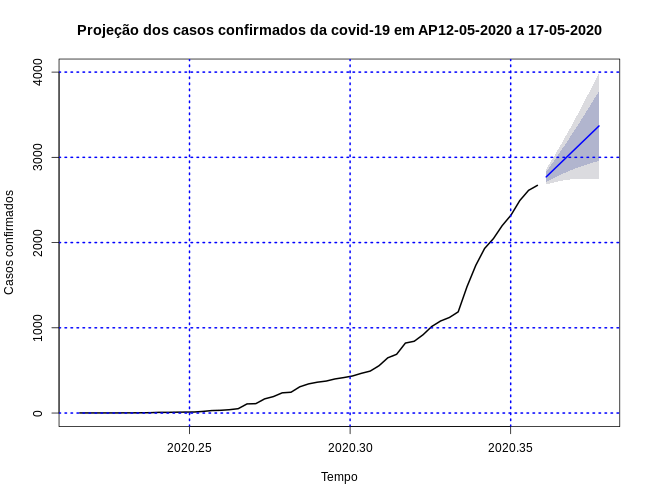 Projeção dos casos confirmados da covid-19 em AP12-05-2020 a 17-05-2020
Casos confirmados
4000
3000
2000
1000
0
2020.25 2020.30 2020.35
Tempo